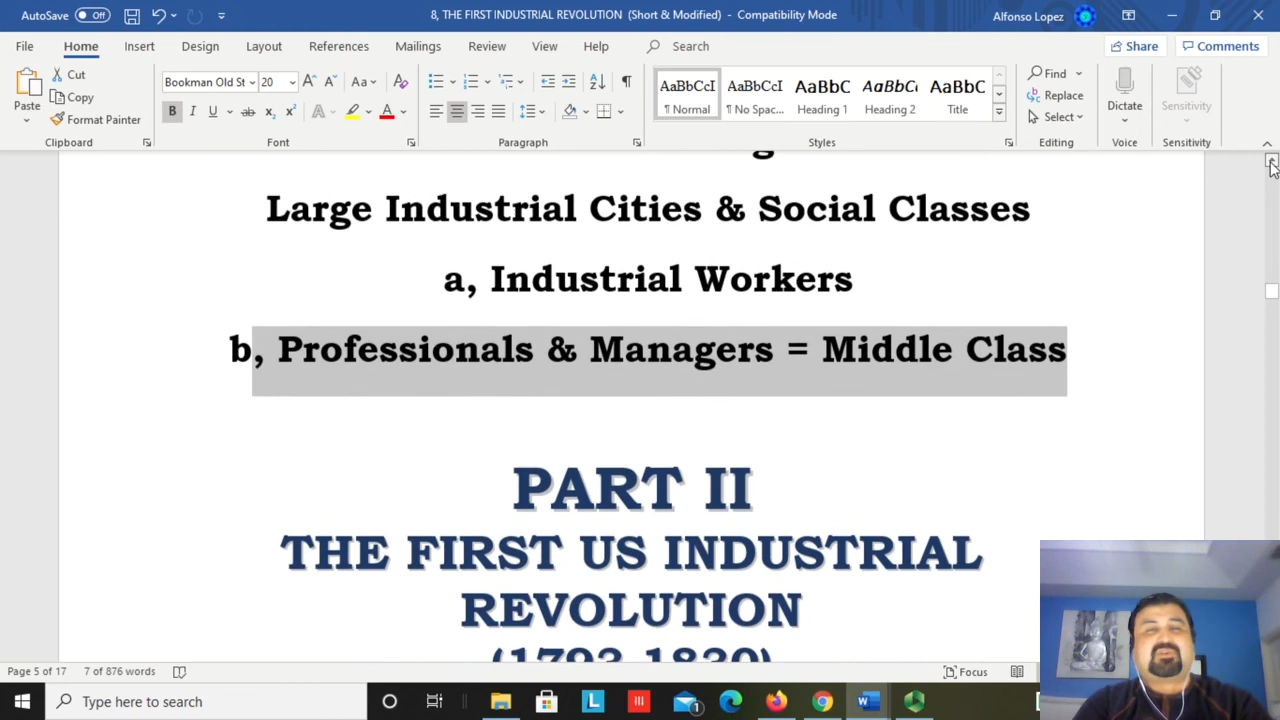 AutoSave Off
8, THE FIRST INDUSTRIAL REVOLUTION (Short & Modified) - Compatibility Mode
Alfonso Lopez
File Home Insert Design Layout References Mailings Review View Help Search
Share Comments
Paste
Cut
Copy
Format Painter
Clipboard
Bookman Old St 20
Font
Paragraph
AaBbCcI AaBbCcI AaBbC AaBbC AaBbC
¶ Normal ¶ No Spac... Heading 1 Heading 2 Title
Styles
Find
Replace
Select
Editing
Dictate
Voice
Sensitivity
Sensitivity
Large Industrial Cities & Social Classes
a, Industrial Workers
b, Professionals & Managers = Middle Class
PART II
THE FIRST US INDUSTRIAL
REVOLUTION
(1793-1830)
Page 5 of 17 7 of 876 words
Focus
Type here to search